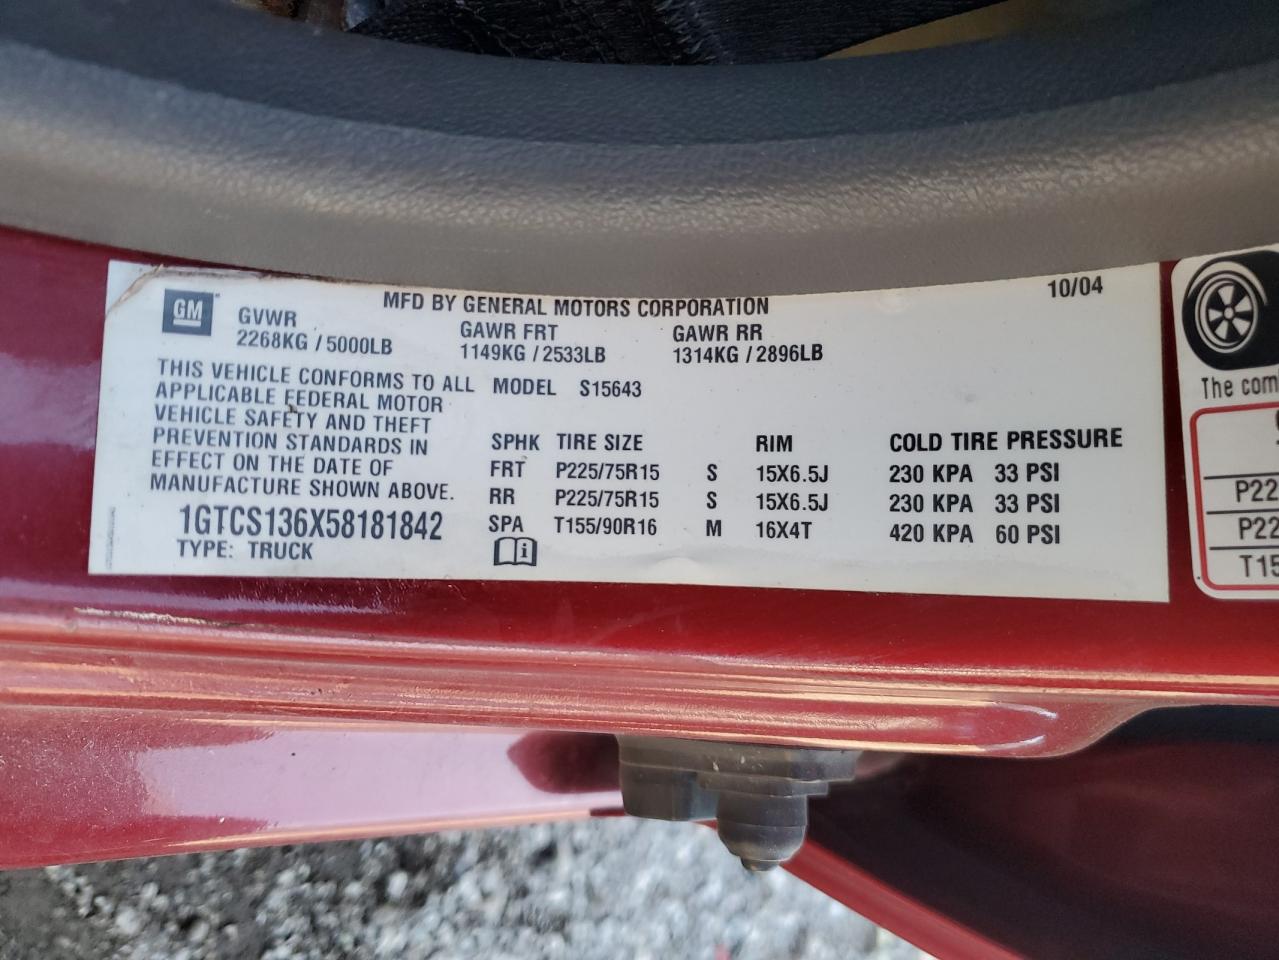 MFD BY GENERAL MOTORS CORPORATION 10/04
GM
GVWR GAWR FRT GAWR RR
2268KG / 5000LB 1149KG / 2533LB 1314KG / 2896LB
THIS VEHICLE CONFORMS TO ALL
APPLICABLE FEDERAL MOTOR
VEHICLE SAFETY AND THEFT
PREVENTION STANDARDS IN
EFFECT ON THE DATE OF
MANUFACTURE SHOWN ABOVE.
1GTCS136X58181842
TYPE: TRUCK
MODEL S15643
SPHK TIRE SIZE RIM COLD TIRE PRESSURE
FRT P225/75R15 S 15X6.5J 230 KPA 33 PSI
RR P225/75R15 S 15X6.5J 230 KPA 33 PSI
SPA T155/90R16 M 16X4T 420 KPA 60 PSI
The com
P22
P22
T15